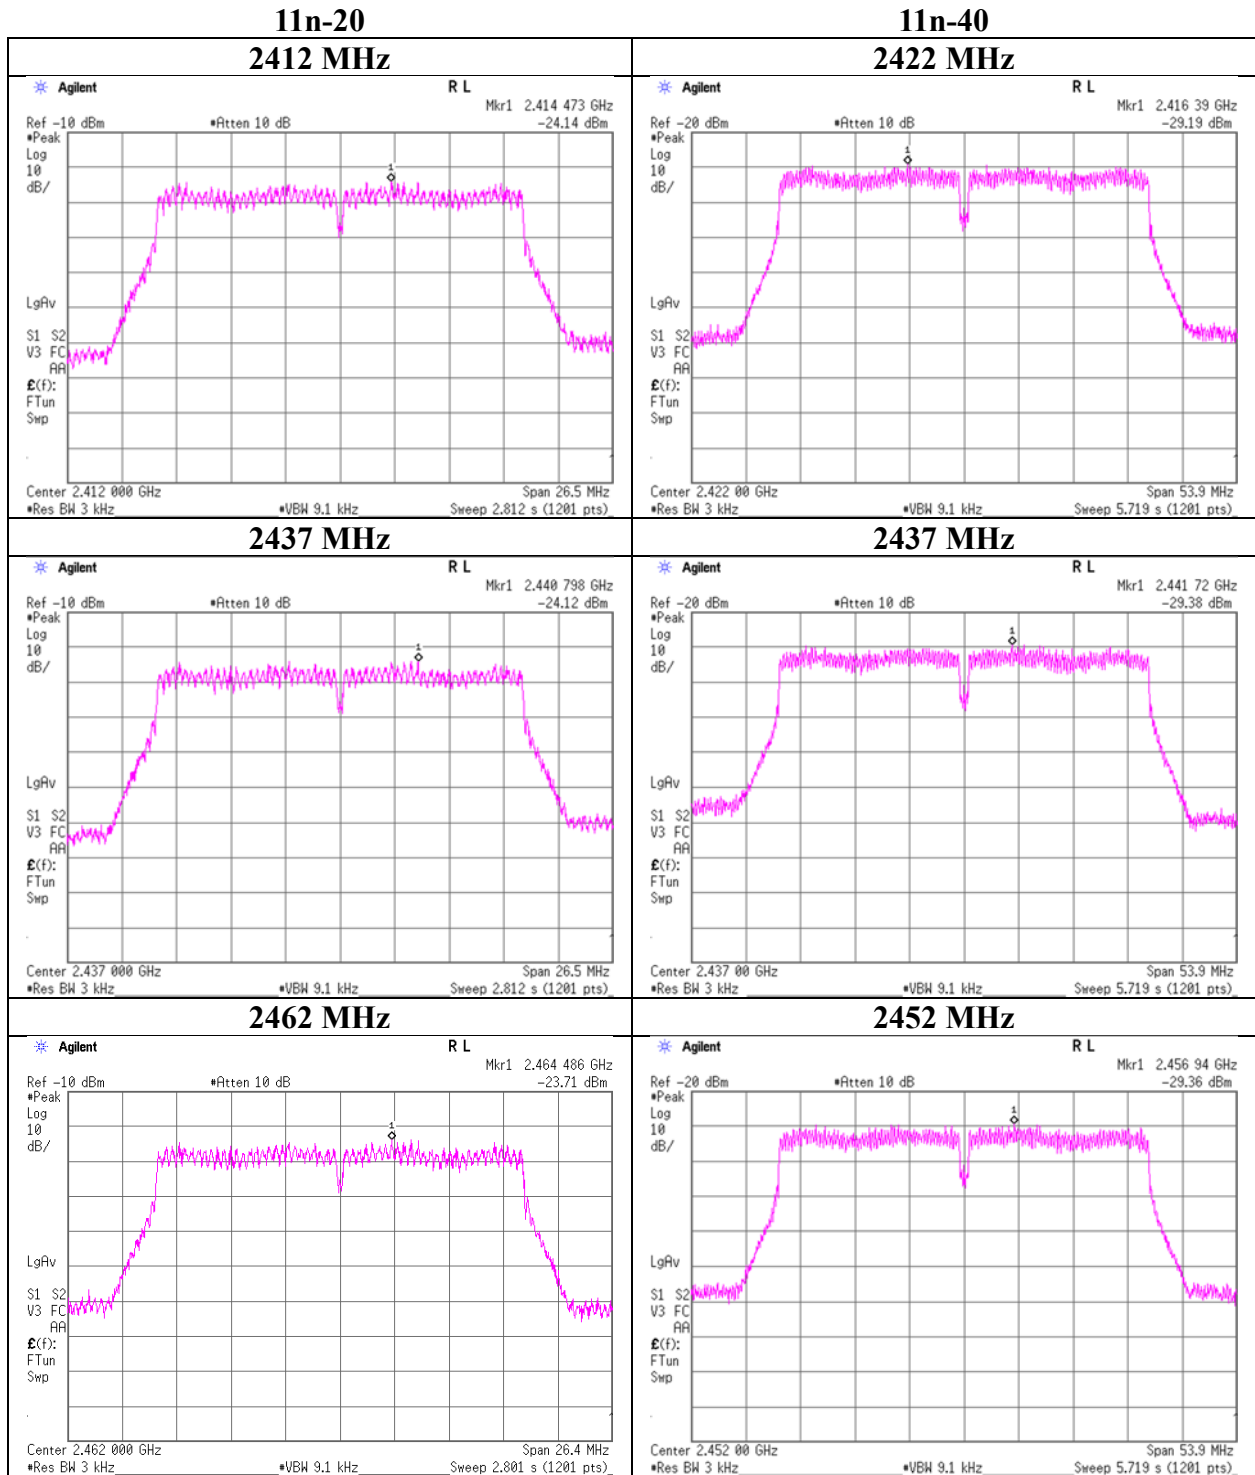 11n-20
11n-40
2412 MHz
2422 MHz
Agilent
R L
Mkr1 2.414 473 GHz
Ref -10 dBm
#Atten 10 dB
-24.14 dBm
#Peak
Log
10
dB/
1
LgAv
S1 S2
V3 FC
AA
£(f):
FTun
Swp
Center 2.412 000 GHz
Span 26.5 MHz
#Res BW 3 kHz
#VBW 9.1 kHz
Sweep 2.812 s (1201 pts)
Agilent
R L
Mkr1 2.416 39 GHz
Ref -20 dBm
#Atten 10 dB
-29.19 dBm
#Peak
Log
10
dB/
1
LgAv
S1 S2
V3 FC
AA
£(f):
FTun
Swp
Center 2.422 00 GHz
Span 53.9 MHz
#Res BW 3 kHz
#VBW 9.1 kHz
Sweep 5.719 s (1201 pts)
2437 MHz
2437 MHz
Agilent
R L
Mkr1 2.440 798 GHz
Ref -10 dBm
#Atten 10 dB
-24.12 dBm
#Peak
Log
10
dB/
1
LgAv
S1 S2
V3 FC
AA
£(f):
FTun
Swp
Center 2.437 000 GHz
Span 26.5 MHz
#Res BW 3 kHz
#VBW 9.1 kHz
Sweep 2.812 s (1201 pts)
Agilent
R L
Mkr1 2.441 72 GHz
Ref -20 dBm
#Atten 10 dB
-29.38 dBm
#Peak
Log
10
dB/
1
LgAv
S1 S2
V3 FC
AA
£(f):
FTun
Swp
Center 2.437 00 GHz
Span 53.9 MHz
#Res BW 3 kHz
#VBW 9.1 kHz
Sweep 5.719 s (1201 pts)
2462 MHz
2452 MHz
Agilent
R L
Mkr1 2.464 486 GHz
Ref -10 dBm
#Atten 10 dB
-23.71 dBm
#Peak
Log
10
dB/
1
LgAv
S1 S2
V3 FC
AA
£(f):
FTun
Swp
Center 2.462 000 GHz
Span 26.4 MHz
#Res BW 3 kHz
#VBW 9.1 kHz
Sweep 2.801 s (1201 pts)
Agilent
R L
Mkr1 2.456 94 GHz
Ref -20 dBm
#Atten 10 dB
-29.36 dBm
#Peak
Log
10
dB/
1
LgAv
S1 S2
V3 FC
AA
£(f):
FTun
Swp
Center 2.452 00 GHz
Span 53.9 MHz
#Res BW 3 kHz
#VBW 9.1 kHz
Sweep 5.719 s (1201 pts)